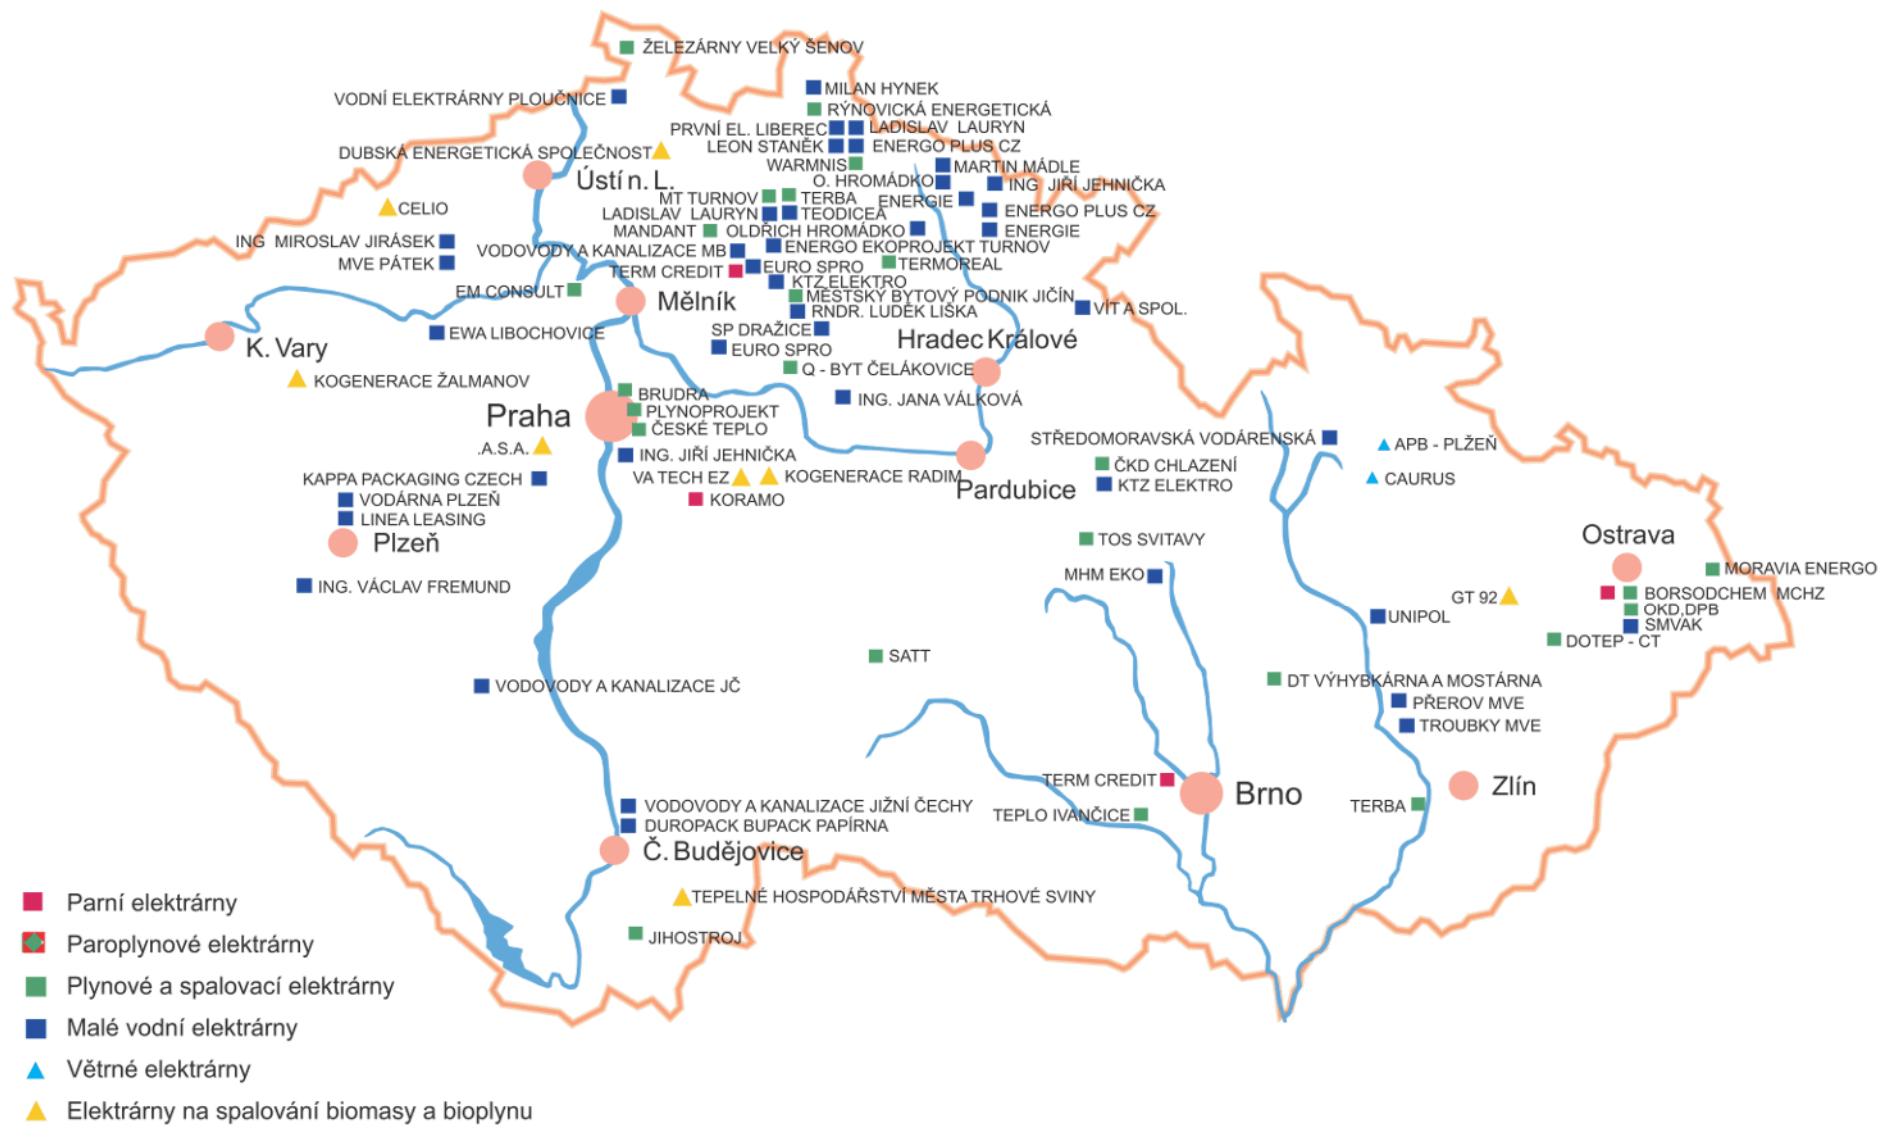 ŽELEZÁRNY VELKÝ ŠENOV
MILAN HYNEK
VODNÍ ELEKTRÁRNY PLOUČNICE
RÝNOVICKÁ ENERGETICKÁ
PRVNÍ EL. LIBEREC
LADISLAV LAURYN
LEON STANĚK
ENERGO PLUS CZ
DUBSKÁ ENERGETICKÁ SPOLEČNOST
WARMNIS
MARTIN MÁDLE
Ústí n. L.
O. HROMÁDKO
ING JIŘÍ JEHNIČKA
MT TURNOV
TERBA
ENERGIE
CELIO
LADISLAV LAURYN
TEODICEA
ENERGO PLUS CZ
MANDANT
OLDŘICH HROMÁDKO
ENERGIE
ING MIROSLAV JIRÁSEK
VODOVODY A KANALIZACE MB
ENERGO EKOPROJEKT TURNOV
MVE PÁTEK
TERM CREDIT
EURO SPRO
TERMOREAL
EM CONSULT
KTZ ELEKTRO
Mělník
MĚSTSKÝ BYTOVÝ PODNIK JIČÍN
RNDR. LUDĚK LIŠKA
VÍT A SPOL.
EWA LIBOCHOVICE
SP DRAŽICE
K. Vary
EURO SPRO
Hradec Králové
Q - BYT ČELÁKOVICE
KOGENERACE ŽALMANOV
BRUDRA
ING. JANA VÁLKOVÁ
Praha
PLYNOPROJEKT
ČESKÉ TEPLO
STŘEDOMORAVSKÁ VODÁRENSKÁ
APB - PLŽEŇ
.A.S.A.
ING. JIŘÍ JEHNIČKA
ČKD CHLAZENÍ
KAPPA PACKAGING CZECH
VA TECH EZ
KOGENERACE RADIM
KTZ ELEKTRO
CAURUS
VODÁRNA PLZEŇ
KORAMO
Pardubice
LINEA LEASING
Plzeň
TOS SVITAVY
Ostrava
MHM EKO
MORAVIA ENERGO
ING. VÁCLAV FREMUND
GT 92
BORSODCHEM MCHZ
UNIPOL
OKD,DPB
SMVAK
DOTEP - CT
SATT
VODOVODY A KANALIZACE JČ
DT VÝHYBKÁRNA A MOSTÁRNA
PŘEROV MVE
TROUBKY MVE
TERM CREDIT
Brno
Zlín
VODOVODY A KANALIZACE JIŽNÍ ČECHY
TEPLO IVANČICE
TERBA
DUROPACK BUPACK PAPÍRNA
Č. Budějovice
TEPELNÉ HOSPODÁŘSTVÍ MĚSTA TRHOVÉ SVINY
JIHOSTROJ
Parní elektrárny
Paroplynové elektrárny
Plynové a spalovací elektrárny
Malé vodní elektrárny
Větrné elektrárny
Elektrárny na spalování biomasy a bioplynu